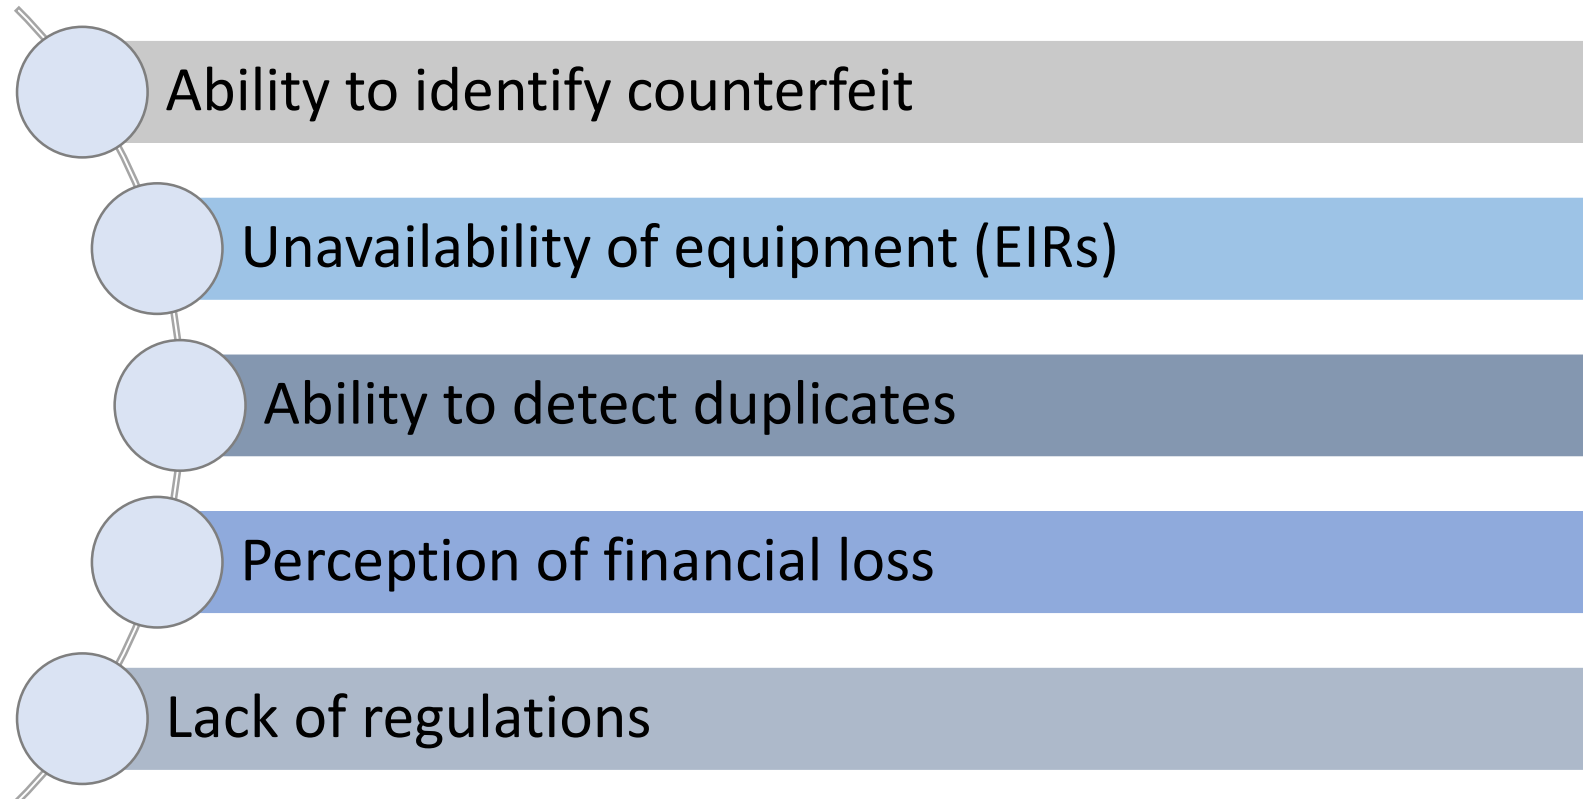 Ability to identify counterfeit
Unavailability of equipment (EIRs)
Ability to detect duplicates
Perception of financial loss
Lack of regulations